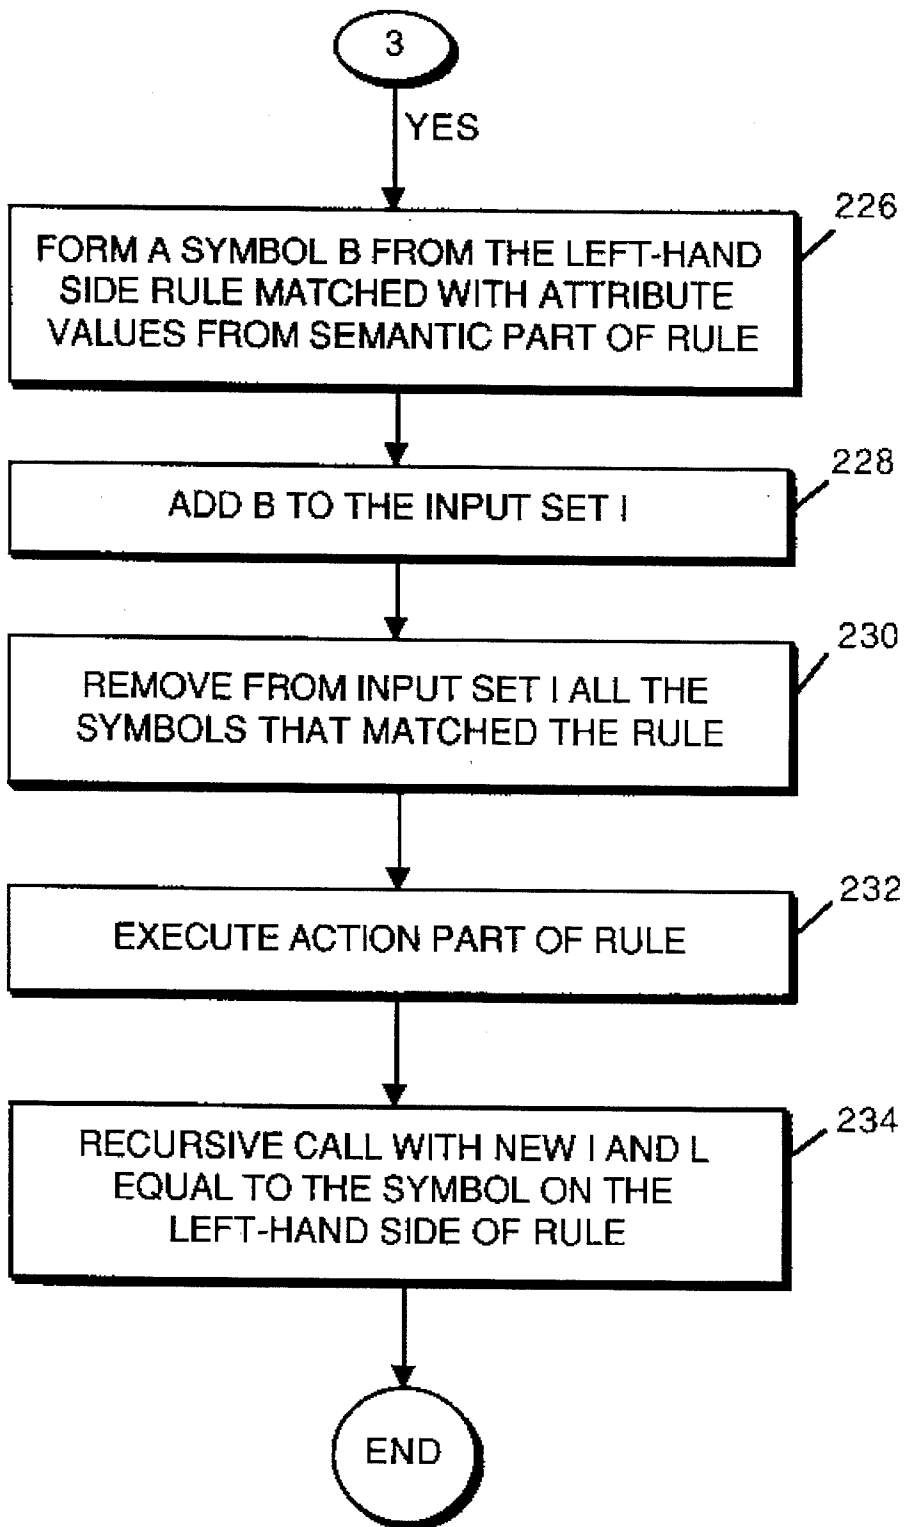 3
YES
226
FORM A SYMBOL B FROM THE LEFT-HAND
SIDE RULE MATCHED WITH ATTRIBUTE
VALUES FROM SEMANTIC PART OF RULE
228
ADD B TO THE INPUT SET I
230
REMOVE FROM INPUT SET I ALL THE
SYMBOLS THAT MATCHED THE RULE
232
EXECUTE ACTION PART OF RULE
234
RECURSIVE CALL WITH NEW I AND L
EQUAL TO THE SYMBOL ON THE
LEFT-HAND SIDE OF RULE
END